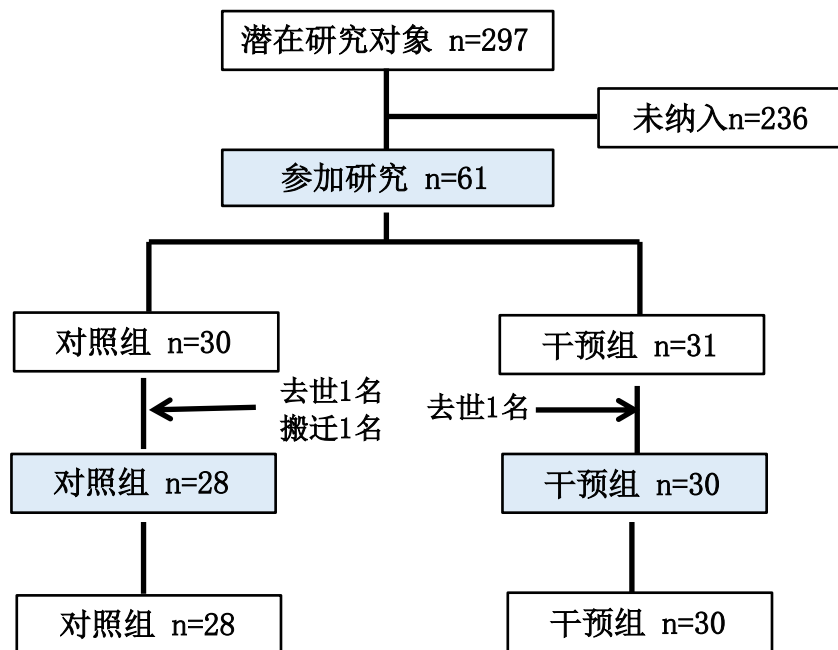 潜在研究对象 n=297
未纳入n=236
参加研究 n=61
对照组 n=30
干预组 n=31
去世1名
搬迁1名
去世1名
对照组 n=28
干预组 n=30
对照组 n=28
干预组 n=30